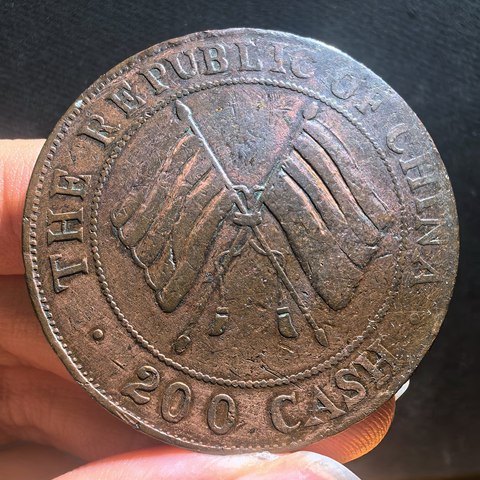 THE REPUBLIC OF CHINA
200 CASH